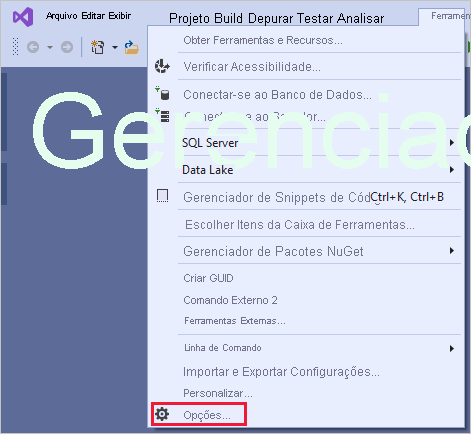 Arquivo Editar Exibir Projeto Build Depurar Testar Analisar Ferramen
Obter Ferramentas e Recursos...
Verificar Acessibilidade...
Conectar-se ao Banco de Dados...
Conectar-se ao Servidor...
Gerenciad
SQL Server
Data Lake
Gerenciador de Snippets de Códig Ctrl+K, Ctrl+B
Escolher Itens da Caixa de Ferramentas...
Gerenciador de Pacotes NuGet
Criar GUID
Comando Externo 2
Ferramentas Externas...
Linha de Comando
Importar e Exportar Configurações...
Personalizar...
Opções...